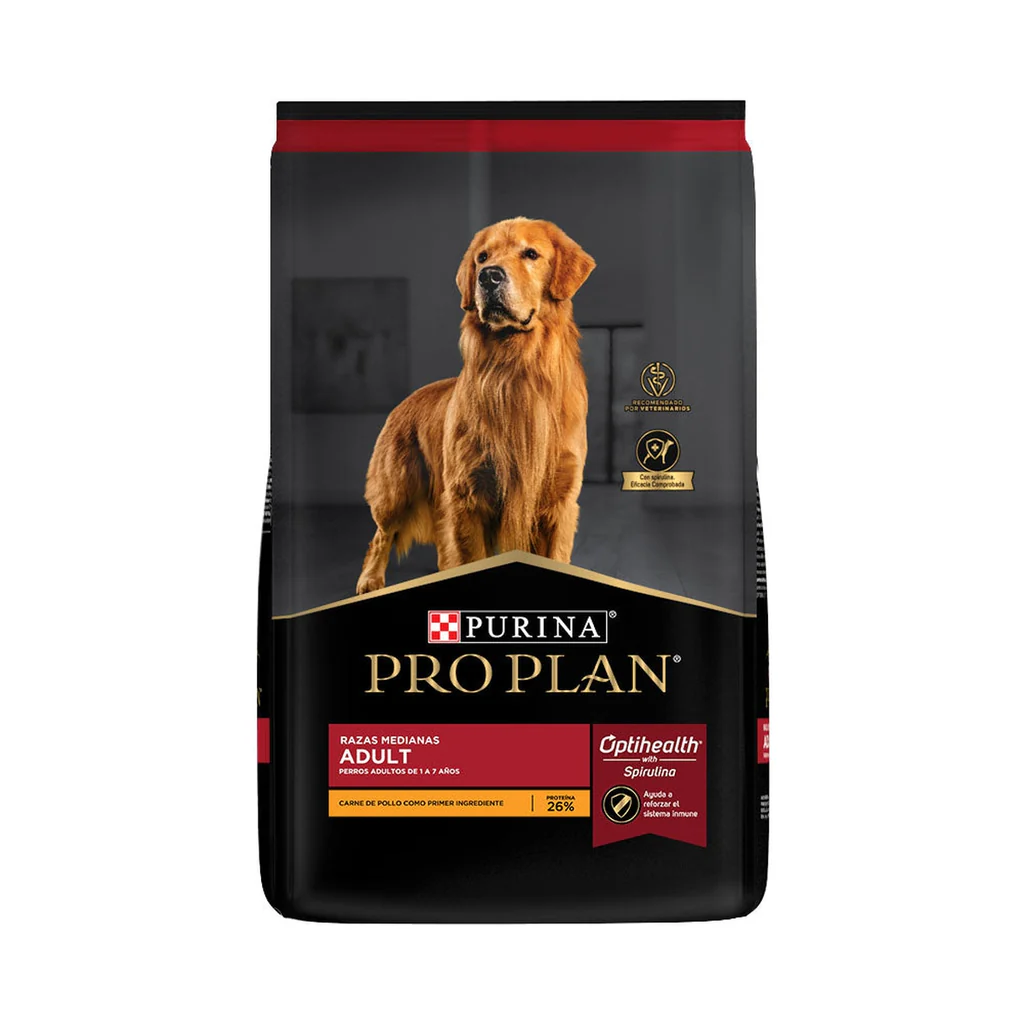 RECOMENDADO
POR VETERINARIOS
Con spirulina.
Eficacia Comprobada
PURINA®
PRO PLAN®
RAZAS MEDIANAS
ADULT
PERROS ADULTOS DE 1 A 7 AÑOS
CARNE DE POLLO COMO PRIMER INGREDIENTE
PROTEÍNA
26%
Optihealth™
with
Spirulina
Ayuda a
reforzar el
sistema inmune